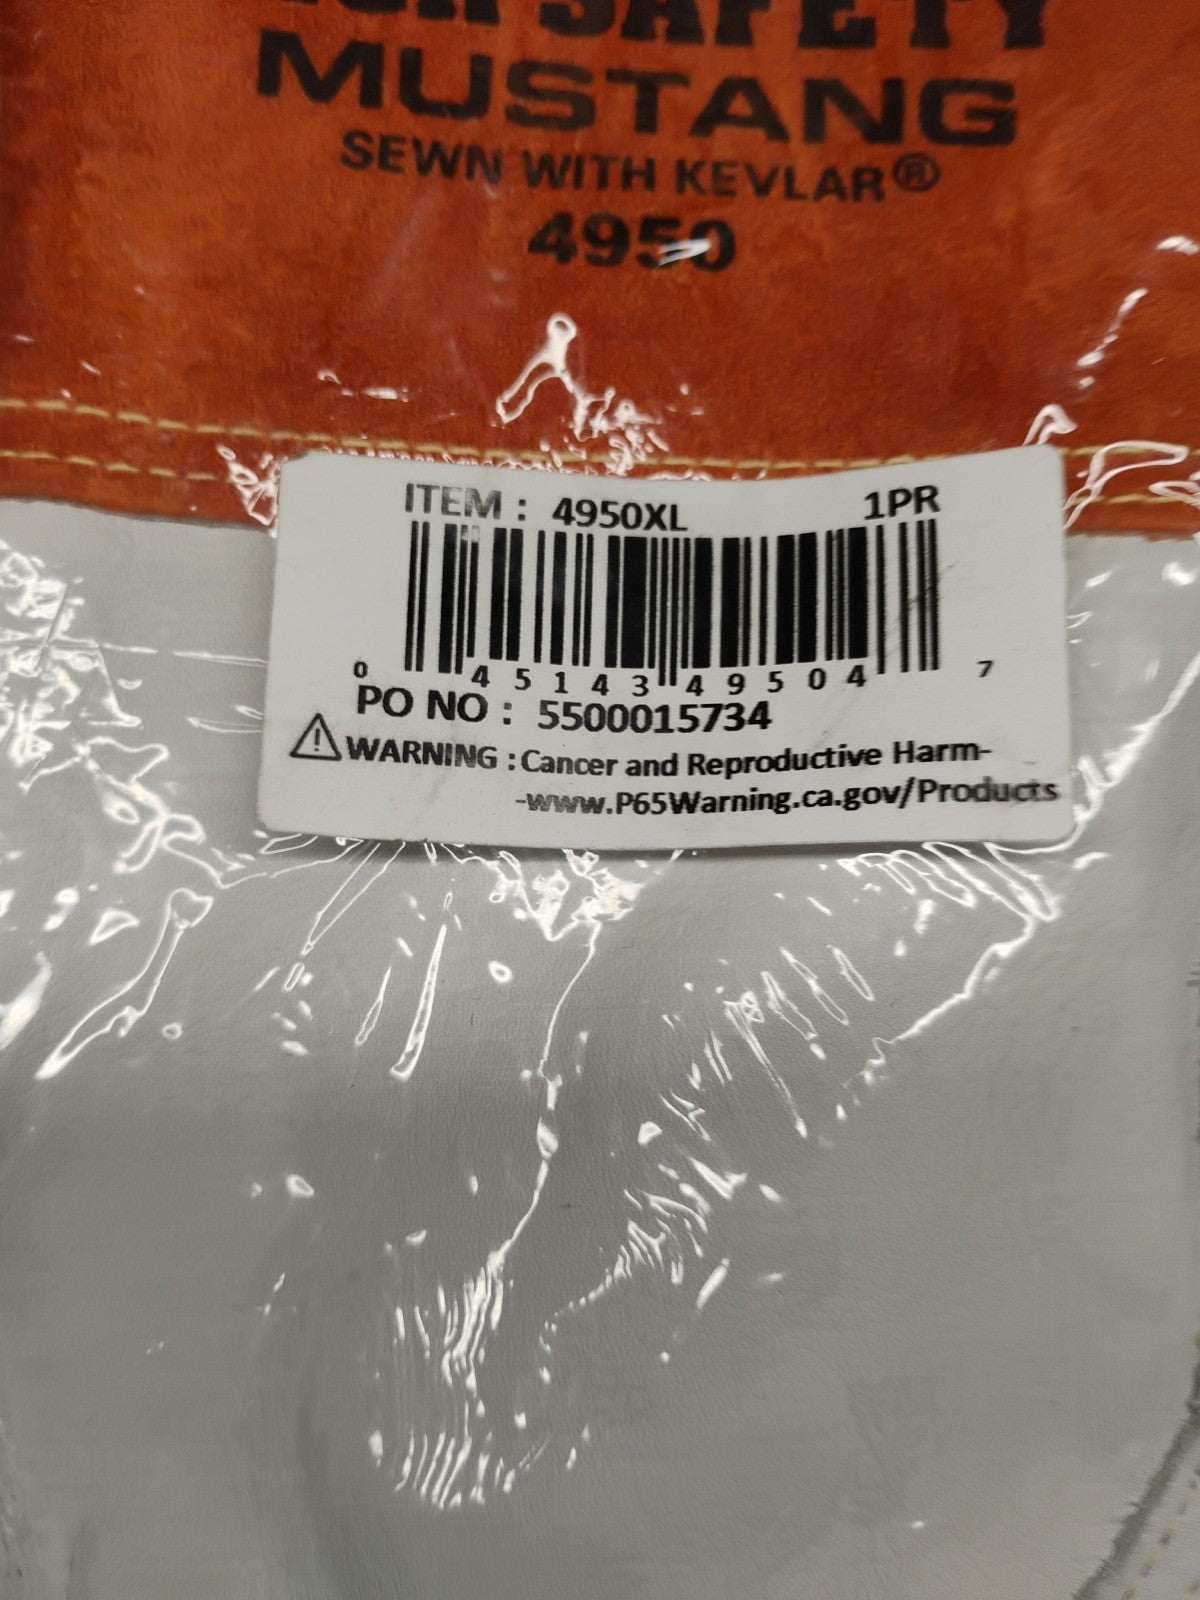 SAFETY
MUSTANG
SEWN WITH KEVLAR®
4950
ITEM : 4950XL 1PR
0 45143 49504 7
PO NO : 5500015734
⚠WARNING : Cancer and Reproductive Harm-
-www.P65Warning.ca.gov/Products